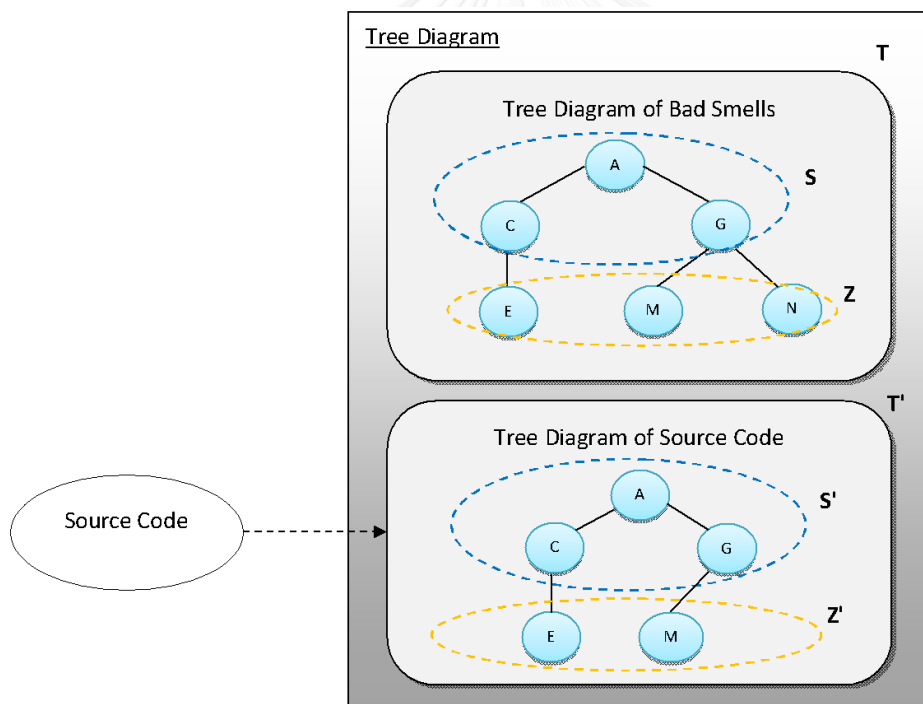 Tree Diagram
T
Tree Diagram of Bad Smells
A
S
C
G
E
M
N
Z
T'
Tree Diagram of Source Code
A
S'
C
G
Source Code
E
M
Z'